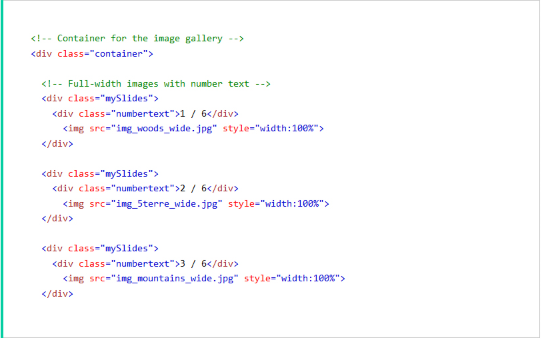 <!-- Container for the image gallery -->
<div class="container">
<!-- Full-width images with number text -->
<div class="mySlides">
<div class="numbertext">1 / 6</div>
<img src="img_woods_wide.jpg" style="width:100%">
</div>
<div class="mySlides">
<div class="numbertext">2 / 6</div>
<img src="img_5terre_wide.jpg" style="width:100%">
</div>
<div class="mySlides">
<div class="numbertext">3 / 6</div>
<img src="img_mountains_wide.jpg" style="width:100%">
</div>